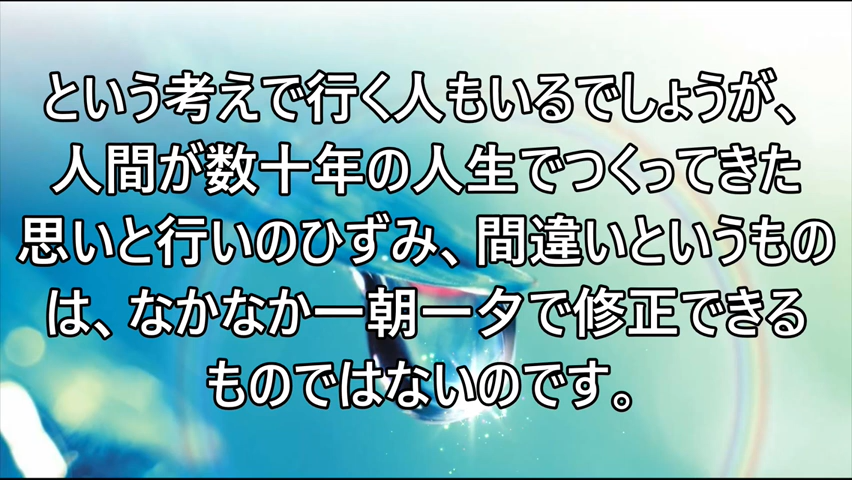 という考えで行く人もいるでしょうが、
人間が数十年の人生でつくってきた
思いと行いのひずみ、間違いというもの
は、なかなか一朝一夕で修正できる
ものではないのです。